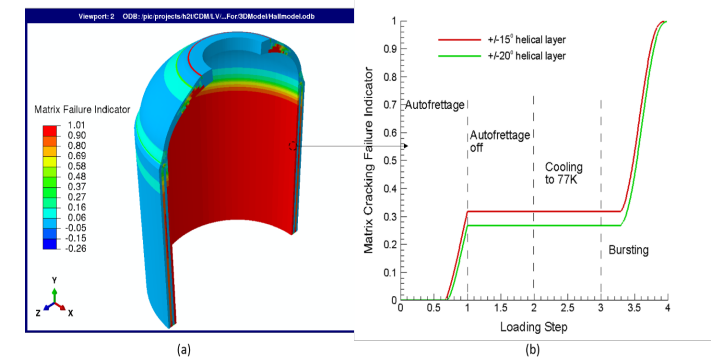 Viewport: 2 ODB: /pic/projects/h2t/CDM/LV/...For/3DModel/Halfmodel.odb
Matrix Failure Indicator
1.01
0.90
0.80
0.69
0.58
0.48
0.37
0.27
0.16
0.06
-0.05
-0.15
-0.26
Y
Z
X
(a)
Matrix Cracking Failure Indicator
1
0.9
0.8
0.7
0.6
0.5
0.4
0.3
0.2
0.1
0
+/-15° helical layer
+/-20° helical layer
Autofrettage
Autofrettage
off
Cooling
to 77K
Bursting
0 0.5 1 1.5 2 2.5 3 3.5 4
Loading Step
(b)